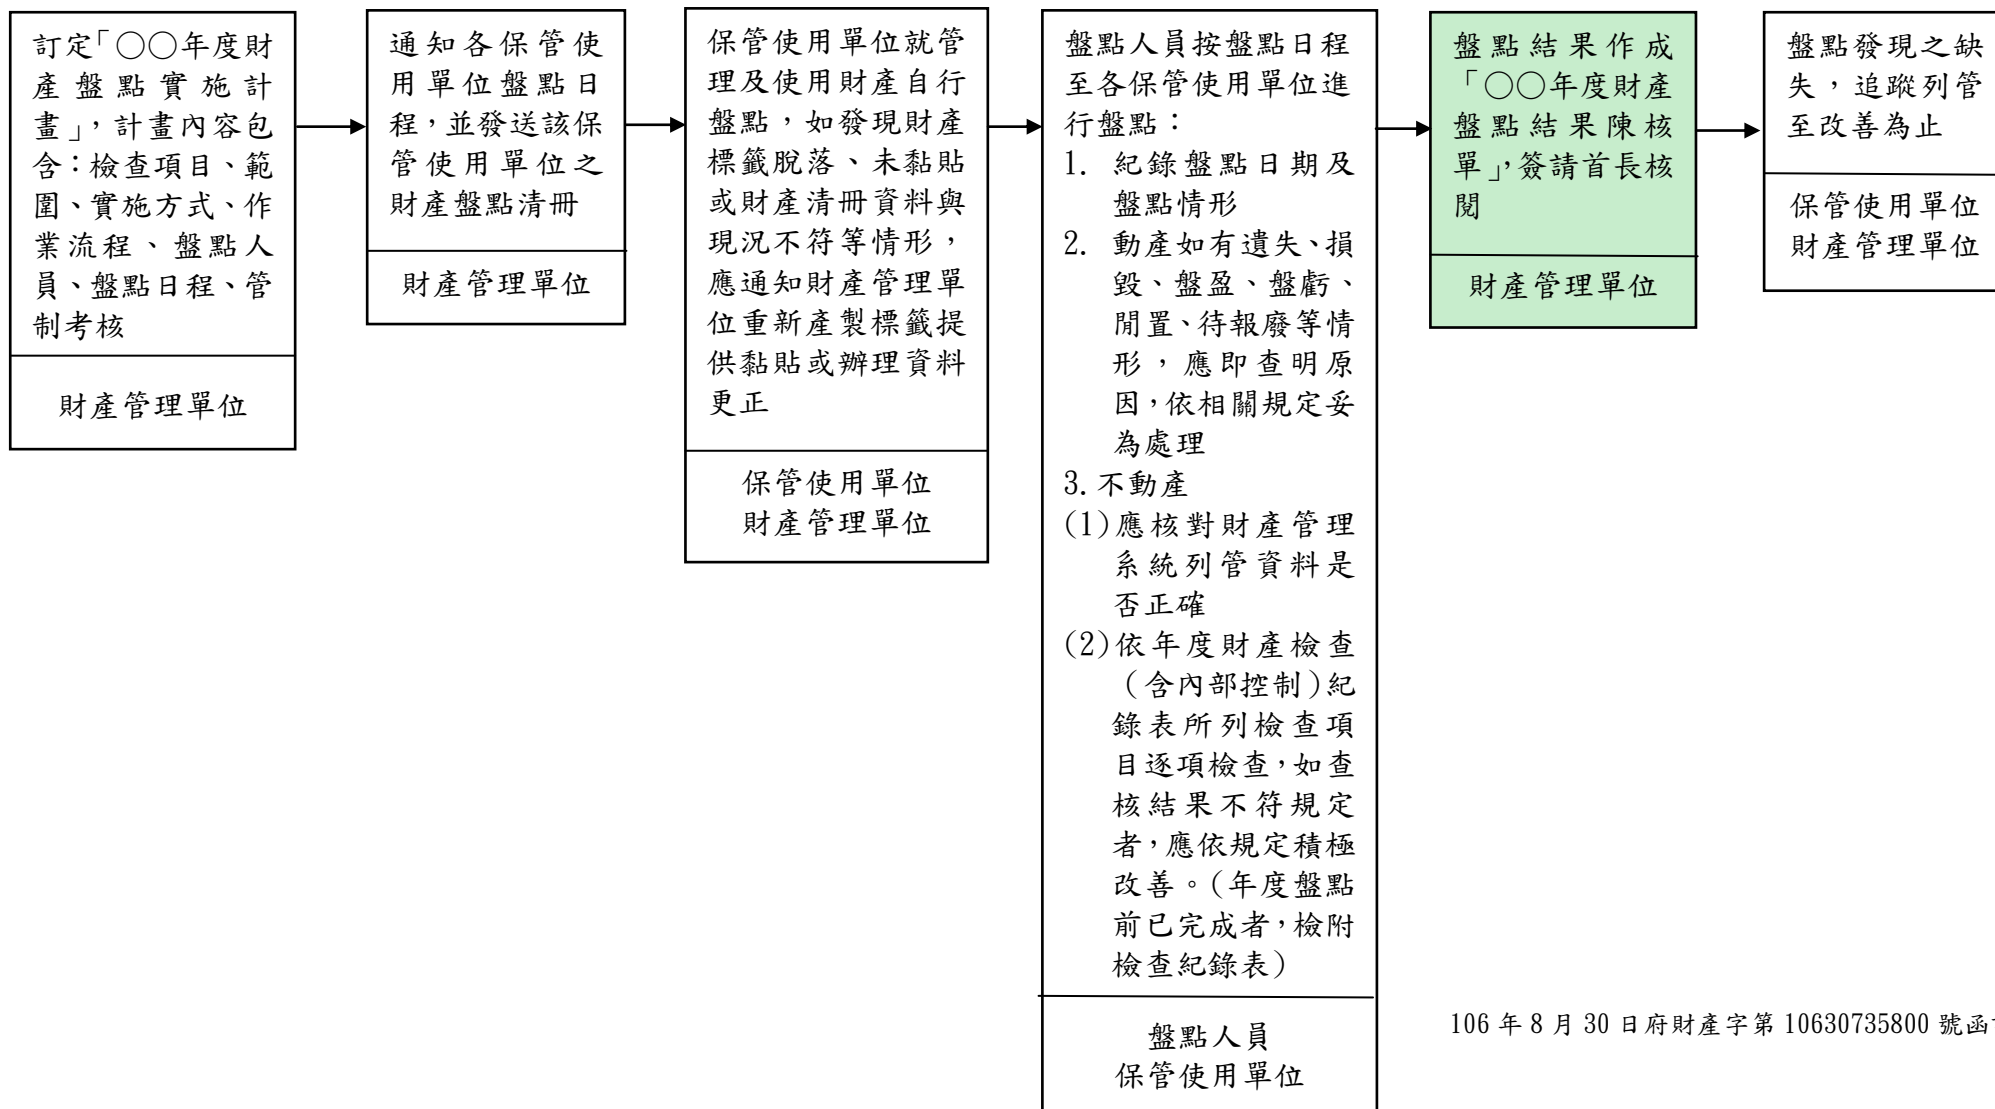 訂定「○○年度財
產盤點實施計
畫」，計畫內容包
含：檢查項目、範
圍、實施方式、作
業流程、盤點人
員、盤點日程、管
制考核
財產管理單位
通知各保管使
用單位盤點日
程，並發送該保
管使用單位之
財產盤點清冊
財產管理單位
保管使用單位就管
理及使用財產自行
盤點，如發現財產
標籤脫落、未黏貼
或財產清冊資料與
現況不符等情形，
應通知財產管理單
位重新產製標籤提
供黏貼或辦理資料
更正
保管使用單位
財產管理單位
盤點人員按盤點日程
至各保管使用單位進
行盤點：
1. 紀錄盤點日期及
盤點情形
2. 動產如有遺失、損
毀、盤盈、盤虧、
閒置、待報廢等情
形，應即查明原
因，依相關規定妥
為處理
3.不動產
(1)應核對財產管理
系統列管資料是
否正確
(2)依年度財產檢查
（含內部控制）紀
錄表所列檢查項
目逐項檢查，如查
核結果不符規定
者，應依規定積極
改善。（年度盤點
前已完成者，檢附
檢查紀錄表）
盤點人員
保管使用單位
盤點結果作成
「○○年度財產
盤點結果陳核
單」，簽請首長核
閱
財產管理單位
盤點發現之缺
失，追蹤列管
至改善為止
保管使用單位
財產管理單位
106 年 8 月 30 日府財產字第 10630735800 號函